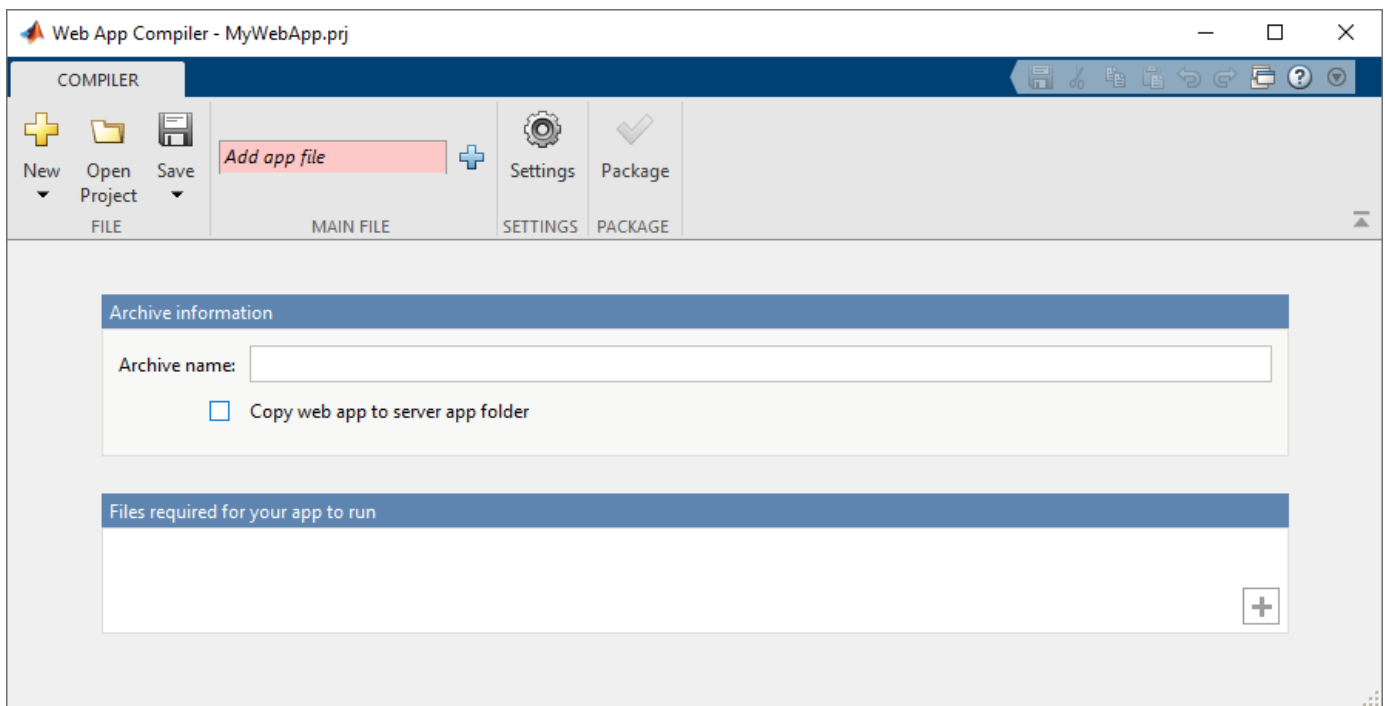 Web App Compiler - MyWebApp.prj
COMPILER
New
Open
Project
Save
Add app file
Settings
Package
FILE
MAIN FILE
SETTINGS
PACKAGE
Archive information
Archive name:
Copy web app to server app folder
Files required for your app to run